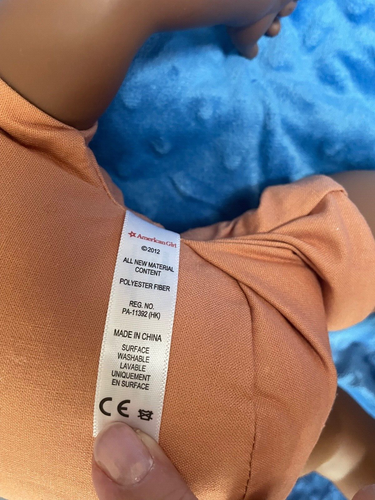 American Girl
©2012
ALL NEW MATERIAL
CONTENT
POLYESTER FIBER
REG. NO.
PA-11392 (HK)
MADE IN CHINA
SURFACE
WASHABLE
LAVABLE
UNIQUEMENT
EN SURFACE
CE